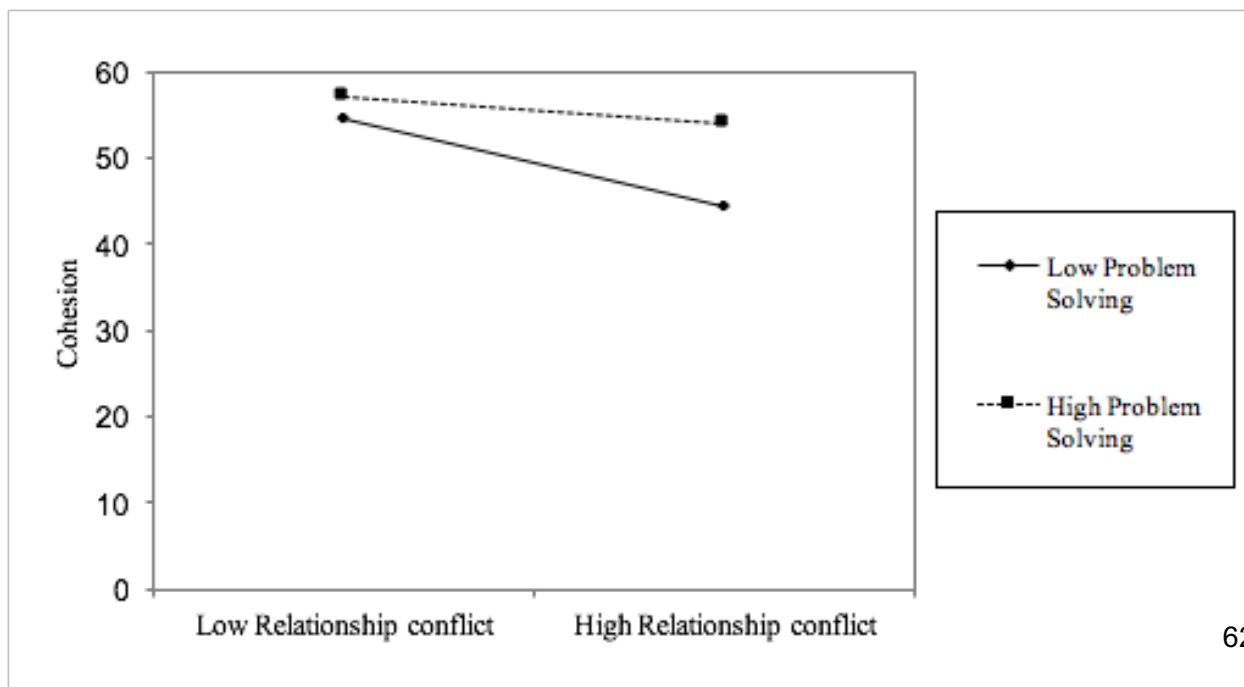 60
50
40
30
20
10
0
Cohesion
Low Relationship conflict
High Relationship conflict
Low Problem
Solving
High Problem
Solving
62